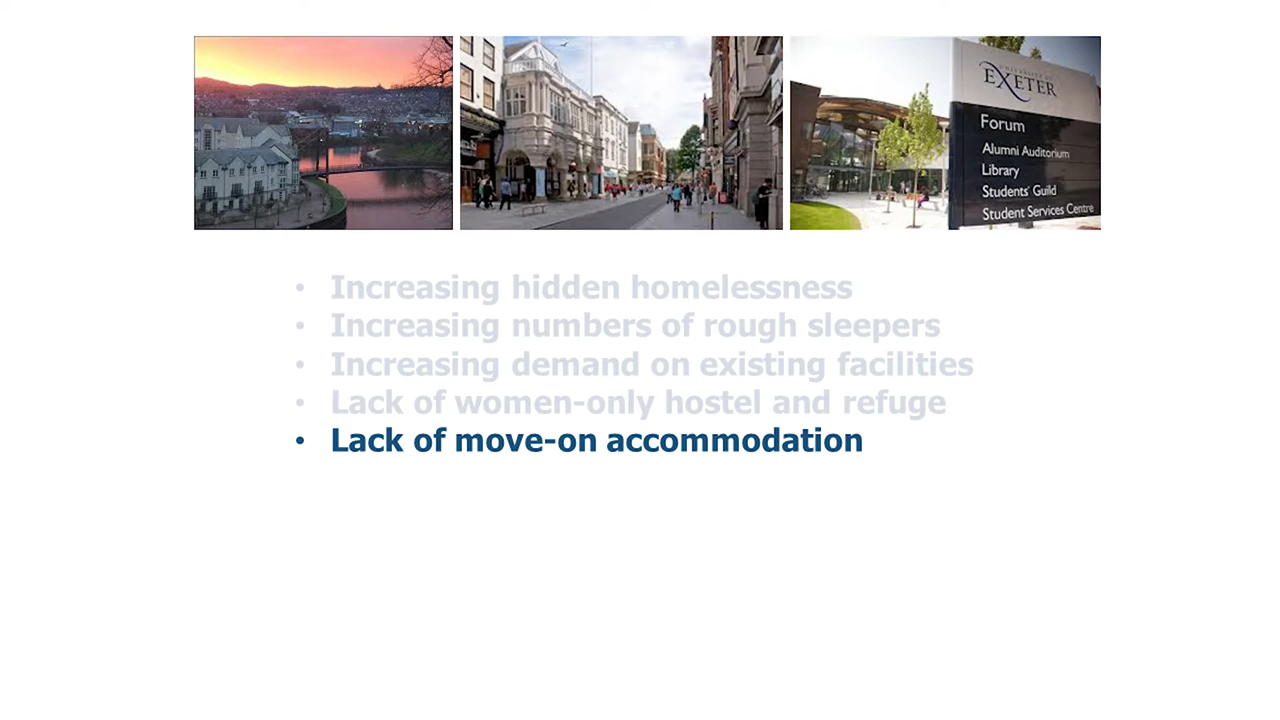 UNIVERSITY OF
EXETER
Forum
Alumni Auditorium
Library
Students' Guild
Student Services Centre
• Increasing hidden homelessness
• Increasing numbers of rough sleepers
• Increasing demand on existing facilities
• Lack of women-only hostel and refuge
• Lack of move-on accommodation